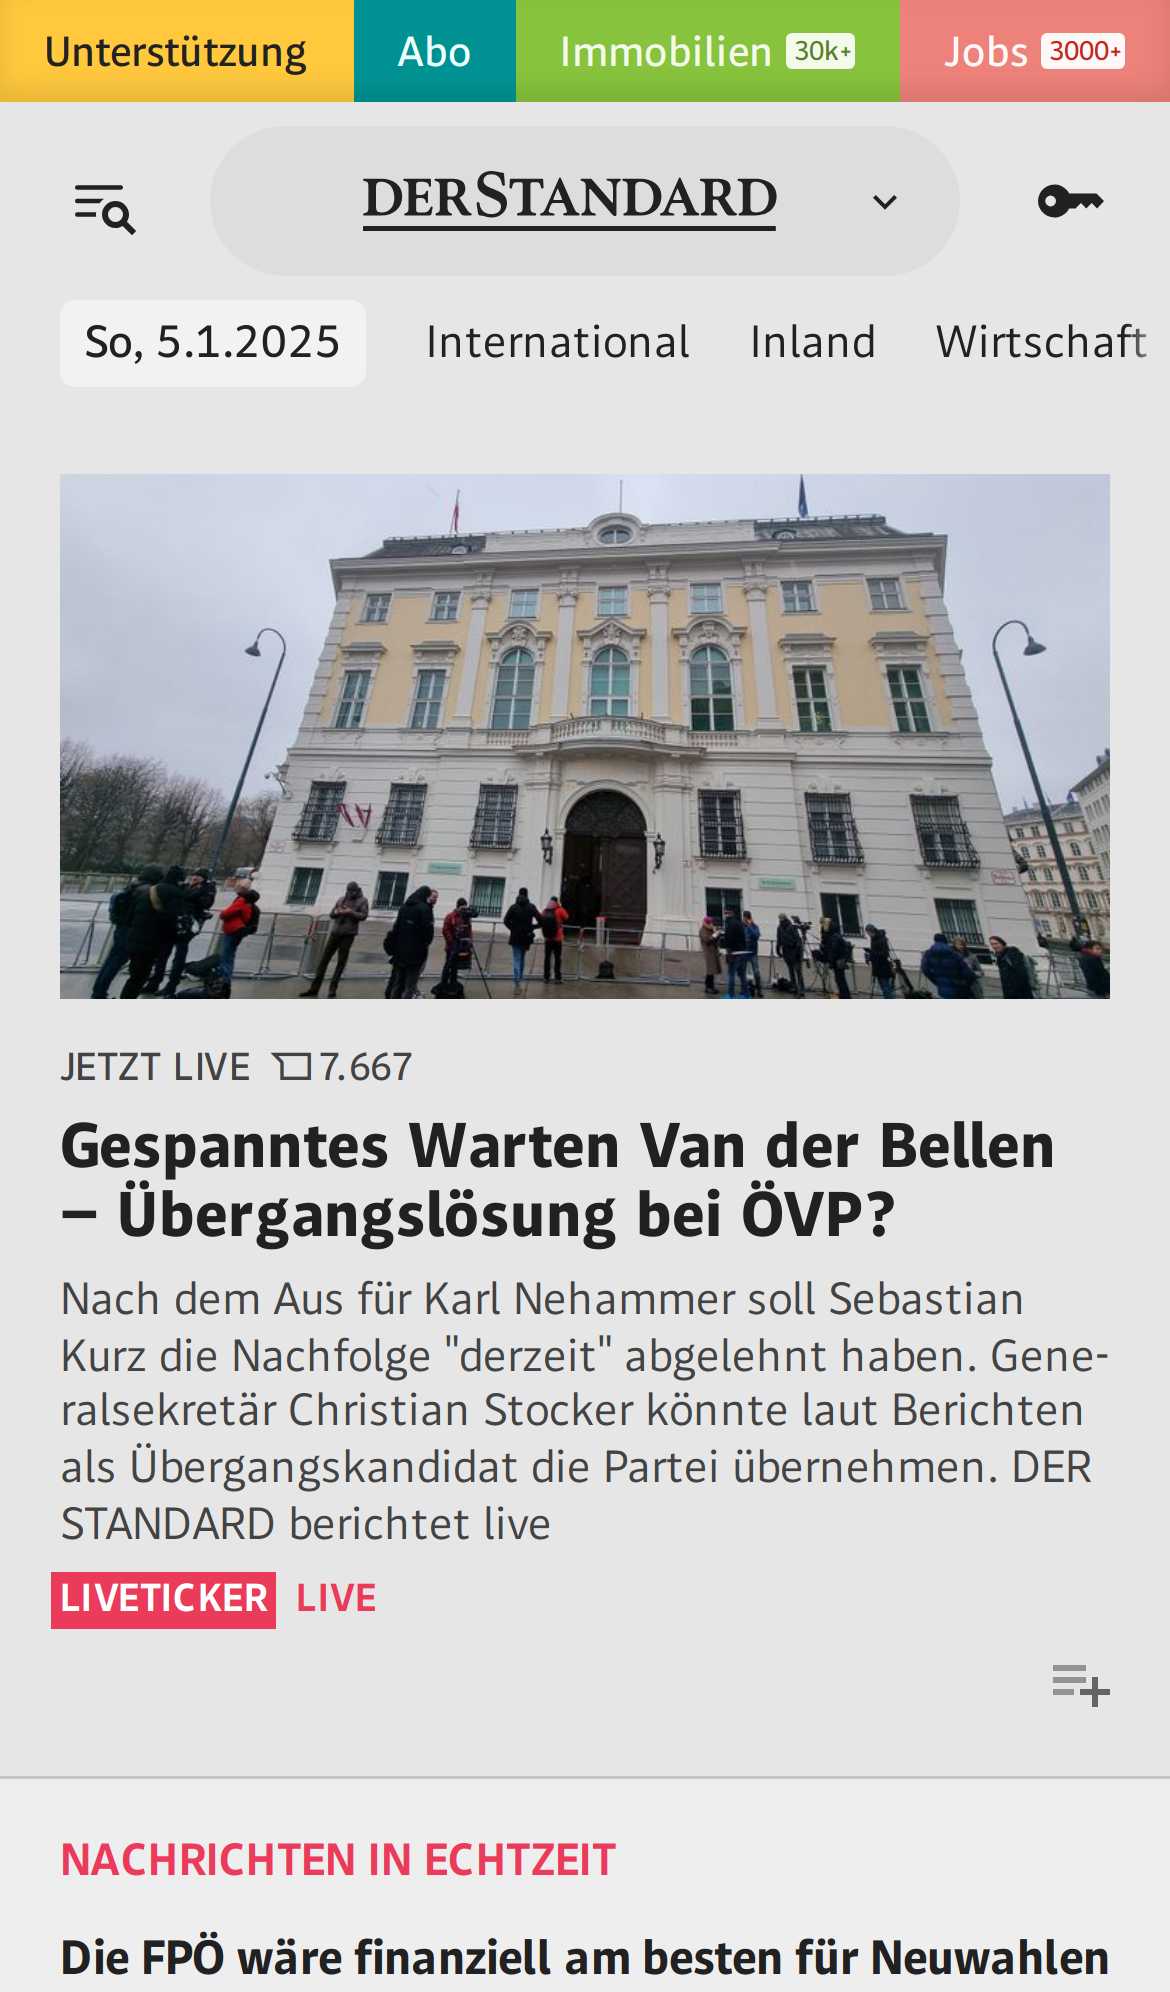 Unterstützung Abo Immobilien 30k+ Jobs 3000+
DERSTANDARD
So, 5.1.2025 International Inland Wirtschaft
JETZT LIVE 7.667
Gespanntes Warten Van der Bellen
– Übergangslösung bei ÖVP?
Nach dem Aus für Karl Nehammer soll Sebastian
Kurz die Nachfolge "derzeit" abgelehnt haben. Gene-
ralsekretär Christian Stocker könnte laut Berichten
als Übergangskandidat die Partei übernehmen. DER
STANDARD berichtet live
LIVETICKER LIVE
NACHRICHTEN IN ECHTZEIT
Die FPÖ wäre finanziell am besten für Neuwahlen